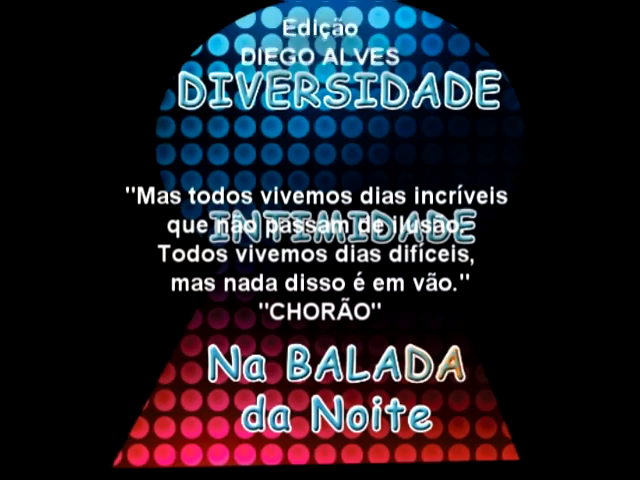 Edição
DIEGO ALVES
DIVERSIDADE
"Mas todos vivemos dias incríveis
que não passam de ilusão
INTIMIDADE
Todos vivemos dias difíceis,
mas nada disso é em vão."
"CHORÃO"
Na BALADA
da Noite